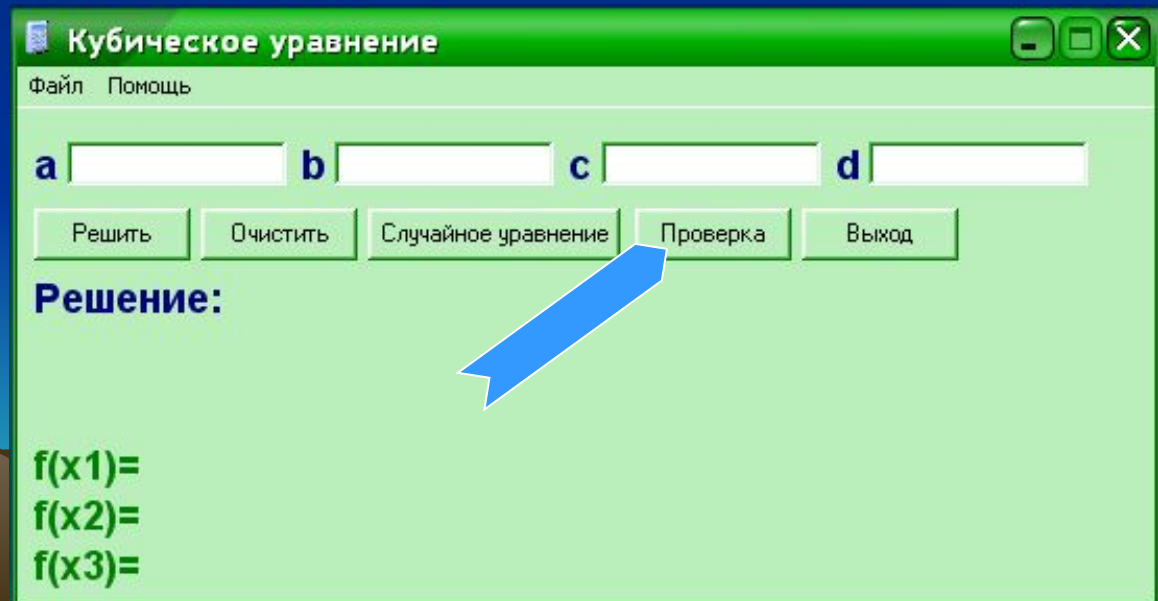 Кубическое уравнение
Файл Помощь
a b c d
Решить Очистить Случайное уравнение Проверка Выход
Решение:
f(x1)=
f(x2)=
f(x3)=